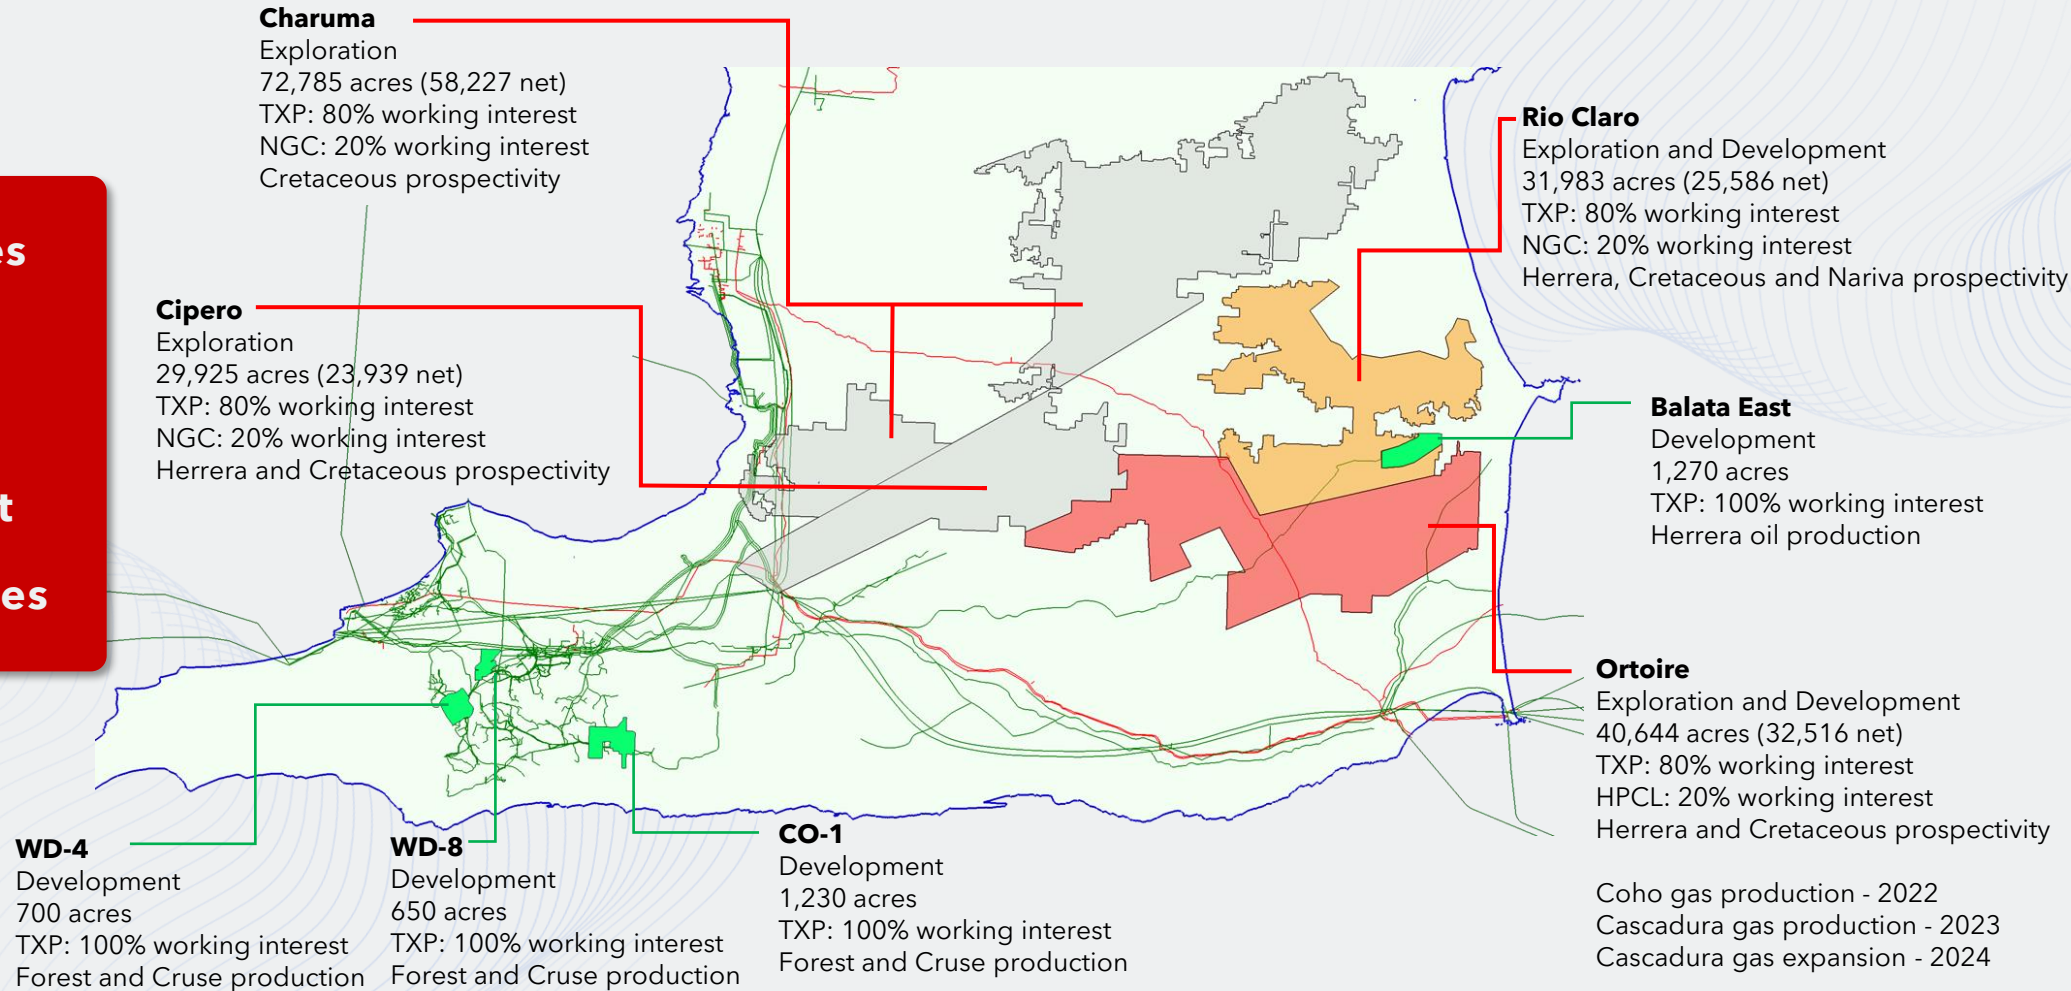 Charuma
Exploration
72,785 acres (58,227 net)
TXP: 80% working interest
NGC: 20% working interest
Cretaceous prospectivity
Rio Claro
Exploration and Development
31,983 acres (25,586 net)
TXP: 80% working interest
NGC: 20% working interest
Herrera, Cretaceous and Nariva prospectivity
Cipero
Exploration
29,925 acres (23,939 net)
TXP: 80% working interest
NGC: 20% working interest
Herrera and Cretaceous prospectivity
Balata East
Development
1,270 acres
TXP: 100% working interest
Herrera oil production
Ortoire
Exploration and Development
40,644 acres (32,516 net)
TXP: 80% working interest
HPCL: 20% working interest
Herrera and Cretaceous prospectivity
Coho gas production - 2022
Cascadura gas production - 2023
Cascadura gas expansion - 2024
WD-4
Development
700 acres
TXP: 100% working interest
Forest and Cruse production
WD-8
Development
650 acres
TXP: 100% working interest
Forest and Cruse production
CO-1
Development
1,230 acres
TXP: 100% working interest
Forest and Cruse production